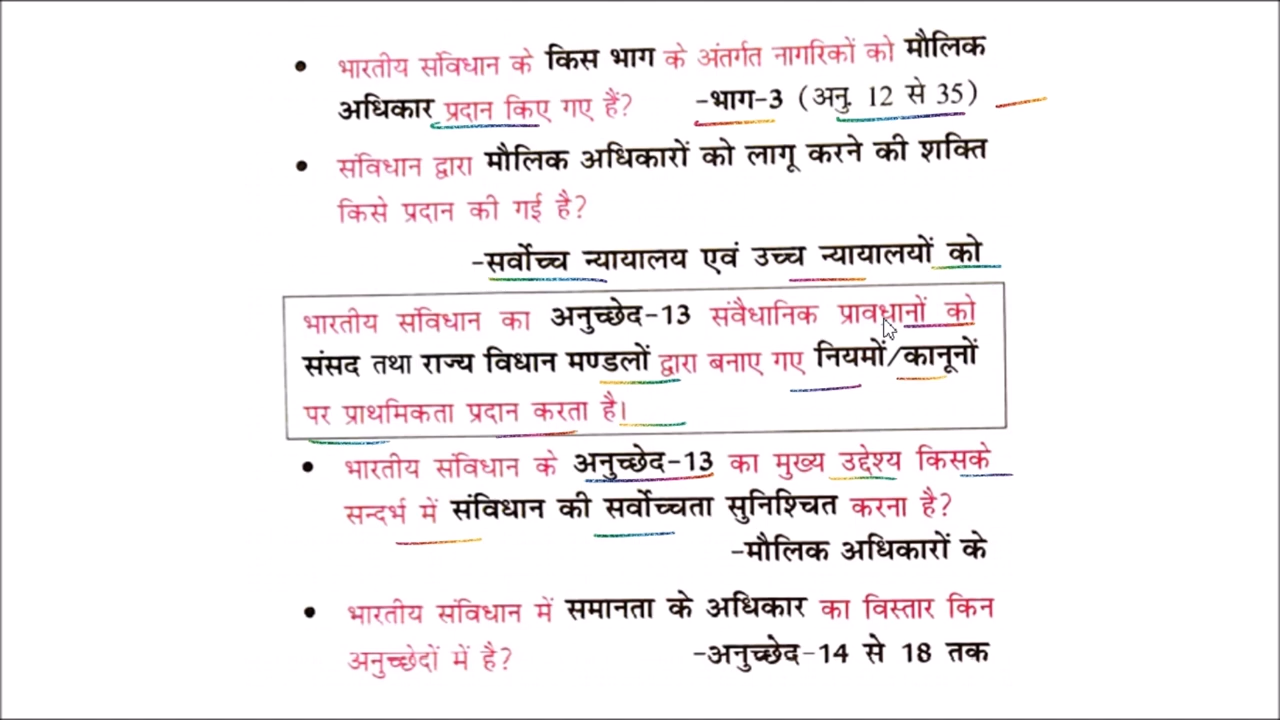 • भारतीय संविधान के किस भाग के अंतर्गत नागरिकों को मौलिक
अधिकार प्रदान किए गए हैं? -भाग-3 (अनु. 12 से 35)
• संविधान द्वारा मौलिक अधिकारों को लागू करने की शक्ति
किसे प्रदान की गई है?
-सर्वोच्च न्यायालय एवं उच्च न्यायालयों को
भारतीय संविधान का अनुच्छेद-13 संवैधानिक प्रावधानों को
संसद तथा राज्य विधान मण्डलों द्वारा बनाए गए नियमों/कानूनों
पर प्राथमिकता प्रदान करता है।
• भारतीय संविधान के अनुच्छेद-13 का मुख्य उद्देश्य किसके
सन्दर्भ में संविधान की सर्वोच्चता सुनिश्चित करना है?
-मौलिक अधिकारों के
• भारतीय संविधान में समानता के अधिकार का विस्तार किन
अनुच्छेदों में है? -अनुच्छेद-14 से 18 तक